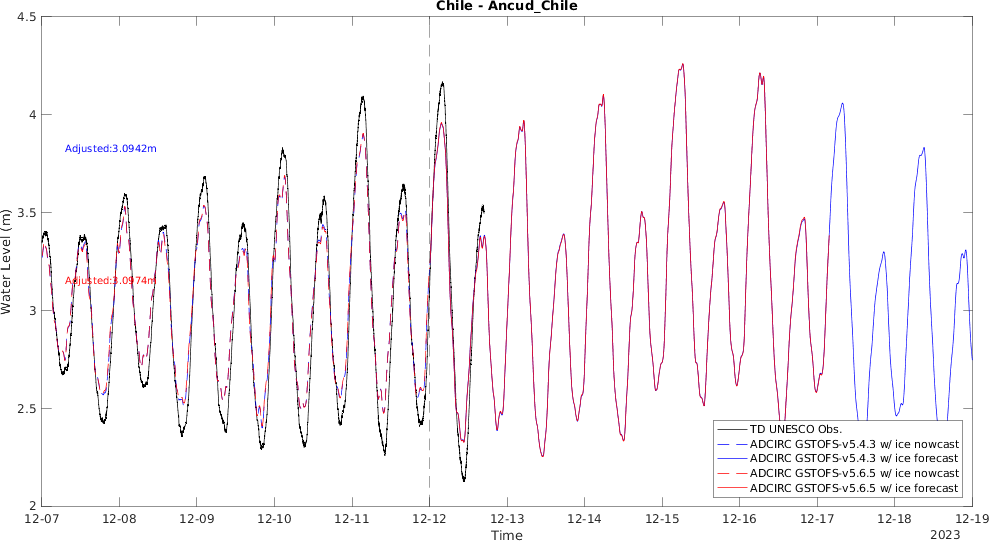 Chile - Ancud_Chile
4.5
4
3.5
3
2.5
2
Water Level (m)
Adjusted:3.0942m
Adjusted:3.0974m
TD UNESCO Obs.
ADCIRC GSTOFS-v5.4.3 w/ ice nowcast
ADCIRC GSTOFS-v5.4.3 w/ ice forecast
ADCIRC GSTOFS-v5.6.5 w/ ice nowcast
ADCIRC GSTOFS-v5.6.5 w/ ice forecast
12-07 12-08 12-09 12-10 12-11 12-12 12-13 12-14 12-15 12-16 12-17 12-18 12-19
Time
2023